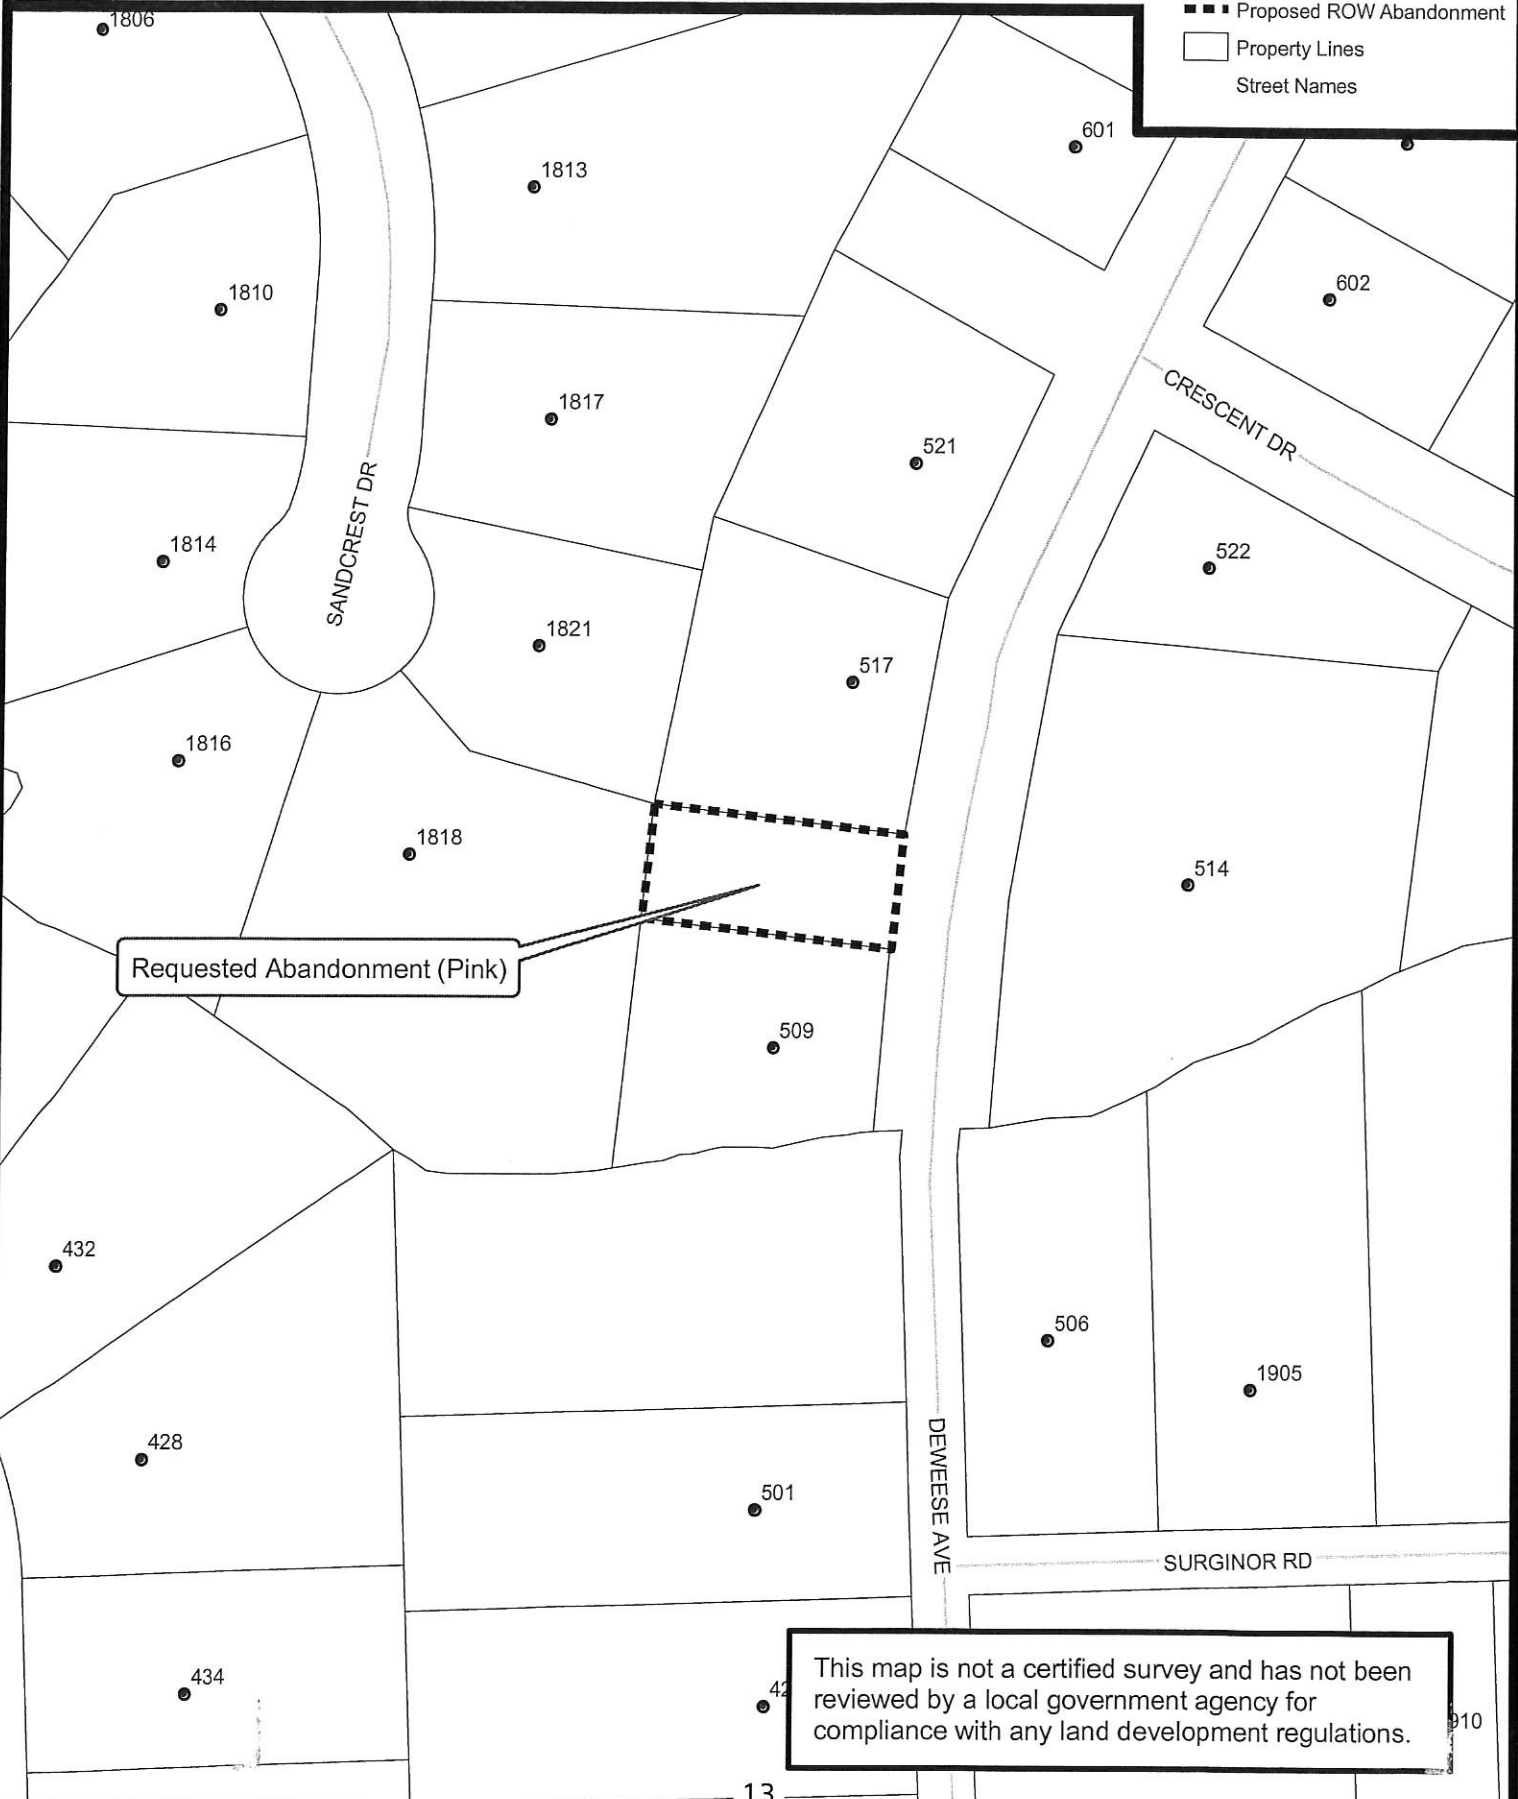 Proposed ROW Abandonment
Property Lines
Street Names
1806
601
1813
602
1810
1817
521
CRESCENT DR
SANDCREST DR
1814
522
1821
517
1816
1818
514
Requested Abandonment (Pink)
509
432
506
1905
428
DEWEESE AVE
501
SURGINOR RD
434
This map is not a certified survey and has not been
reviewed by a local government agency for
compliance with any land development regulations.
13